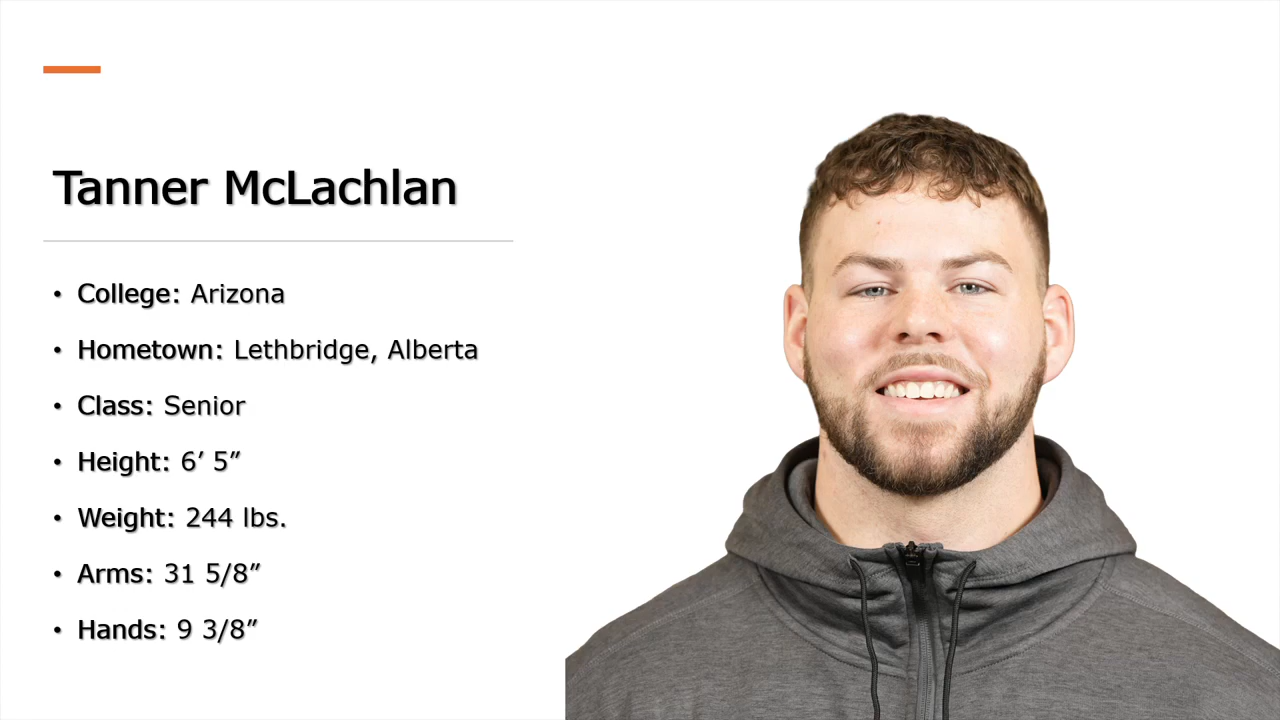 Tanner McLachlan
• College: Arizona
• Hometown: Lethbridge, Alberta
• Class: Senior
• Height: 6’ 5”
• Weight: 244 lbs.
• Arms: 31 5/8”
• Hands: 9 3/8”